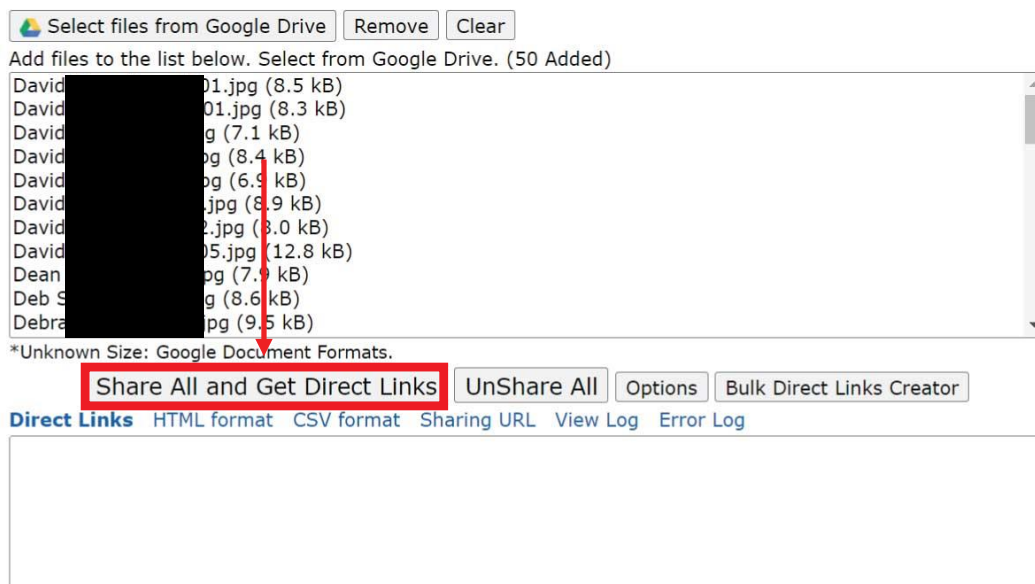 Select files from Google Drive Remove Clear
Add files to the list below. Select from Google Drive. (50 Added)
David 01.jpg (8.5 kB)
David 01.jpg (8.3 kB)
David g (7.1 kB)
David pg (8.4 kB)
David pg (6.9 kB)
David .jpg (8.9 kB)
David 2.jpg (8.0 kB)
David 05.jpg (12.8 kB)
Dean pg (7.9 kB)
Deb S g (8.6 kB)
Debra jpg (9.5 kB)
*Unknown Size: Google Document Formats.
Share All and Get Direct Links UnShare All Options Bulk Direct Links Creator
Direct Links HTML format CSV format Sharing URL View Log Error Log